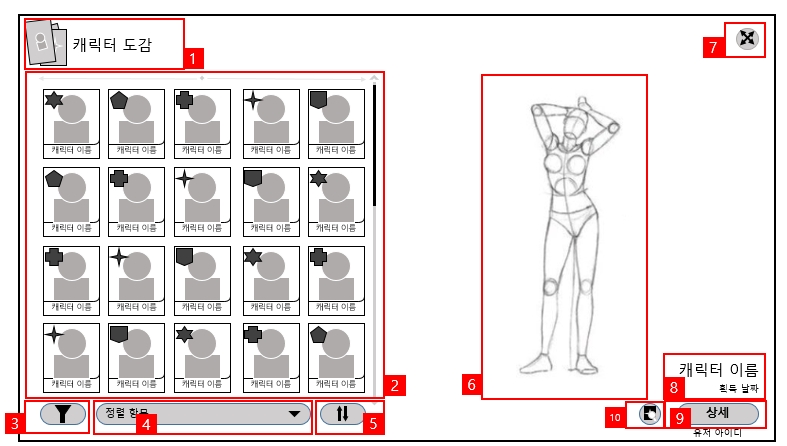 캐릭터 도감
1
7
캐릭터 이름 캐릭터 이름 캐릭터 이름 캐릭터 이름 캐릭터 이름
캐릭터 이름 캐릭터 이름 캐릭터 이름 캐릭터 이름 캐릭터 이름
캐릭터 이름 캐릭터 이름 캐릭터 이름 캐릭터 이름 캐릭터 이름
캐릭터 이름 캐릭터 이름 캐릭터 이름 캐릭터 이름 캐릭터 이름
2
6
캐릭터 이름
8 획득 날짜
3
정렬
4
5
10
9
상세
유저 아이디